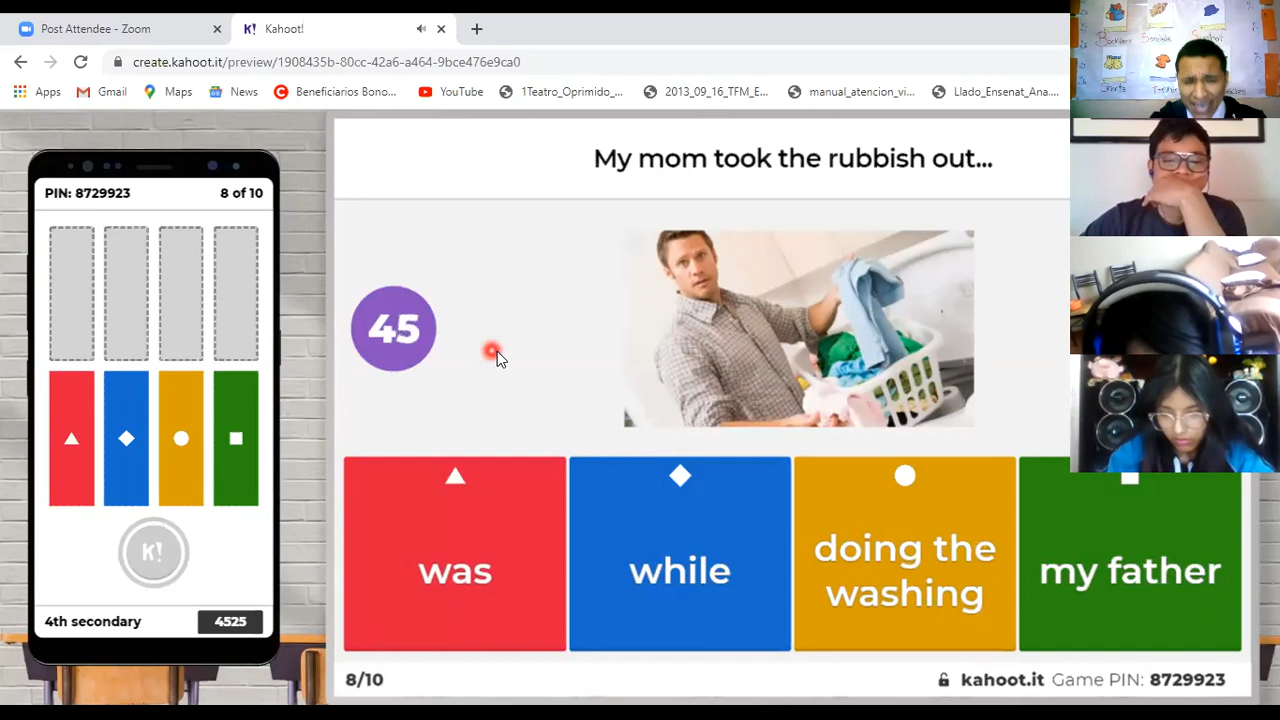 Post Attendee - Zoom
K! Kahoot!
create.kahoot.it/preview/1908435b-80cc-42a6-a164-9bce476e9ca0
Apps
Gmail
Maps
News
Beneficiarios Bono...
YouTube
1Teatro_Oprimido_...
2013_09_16_TFM_E...
manual_atencion_vi...
Llado_Ensenat_Ana....
PIN: 8729923
8 of 10
K!
4th secondary
4525
My mom took the rubbish out...
45
was
while
doing the
washing
my father
8/10
kahoot.it Game PIN: 8729923
Shorts